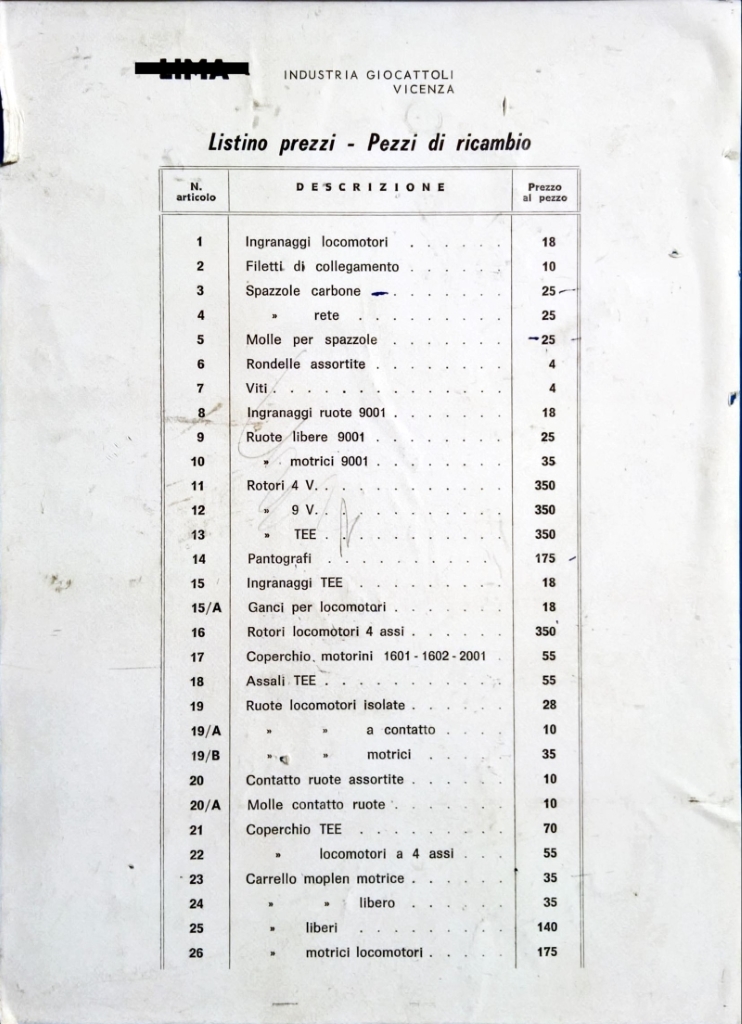 LIMA
INDUSTRIA GIOCATTOLI
VICENZA
Listino prezzi - Pezzi di ricambio
N. articolo DESCRIZIONE Prezzo al pezzo
1 Ingranaggi locomotori . . . . . . 18
2 Filetti di collegamento . . . . . . 10
3 Spazzole carbone . . . . . . . 25
4 » rete . . . . . . . . 25
5 Molle per spazzole . . . . . . . 25
6 Rondelle assortite . . . . . . . 4
7 Viti . . . . . . . . . . . . . 4
8 Ingranaggi ruote 9001 . . . . . . 18
9 Ruote libere 9001 . . . . . . . 25
10 » motrici 9001 . . . . . . . 35
11 Rotori 4 V. . . . . . . . . . . 350
12 » 9 V. . . . . . . . . . . 350
13 » TEE . . . . . . . . . . 350
14 Pantografi . . . . . . . . . 175
15 Ingranaggi TEE . . . . . . . . 18
15/A Ganci per locomotori . . . . . . 18
16 Rotori locomotori 4 assi . . . . . 350
17 Coperchio motorini 1601 - 1602 - 2001 . 55
18 Assali TEE . . . . . . . . . . 55
19 Ruote locomotori isolate . . . . . 28
19/A » » a contatto . . . . 10
19/B » » motrici . . . . 35
20 Contatto ruote assortite . . . . . 10
20/A Molle contatto ruote . . . . . . 10
21 Coperchio TEE . . . . . . . . 70
22 » locomotori a 4 assi . . . 55
23 Carrello moplen motrice . . . . . 35
24 » » libero . . . . . 35
25 » liberi . . . . . . . . 140
26 » motrici locomotori . . . . 175